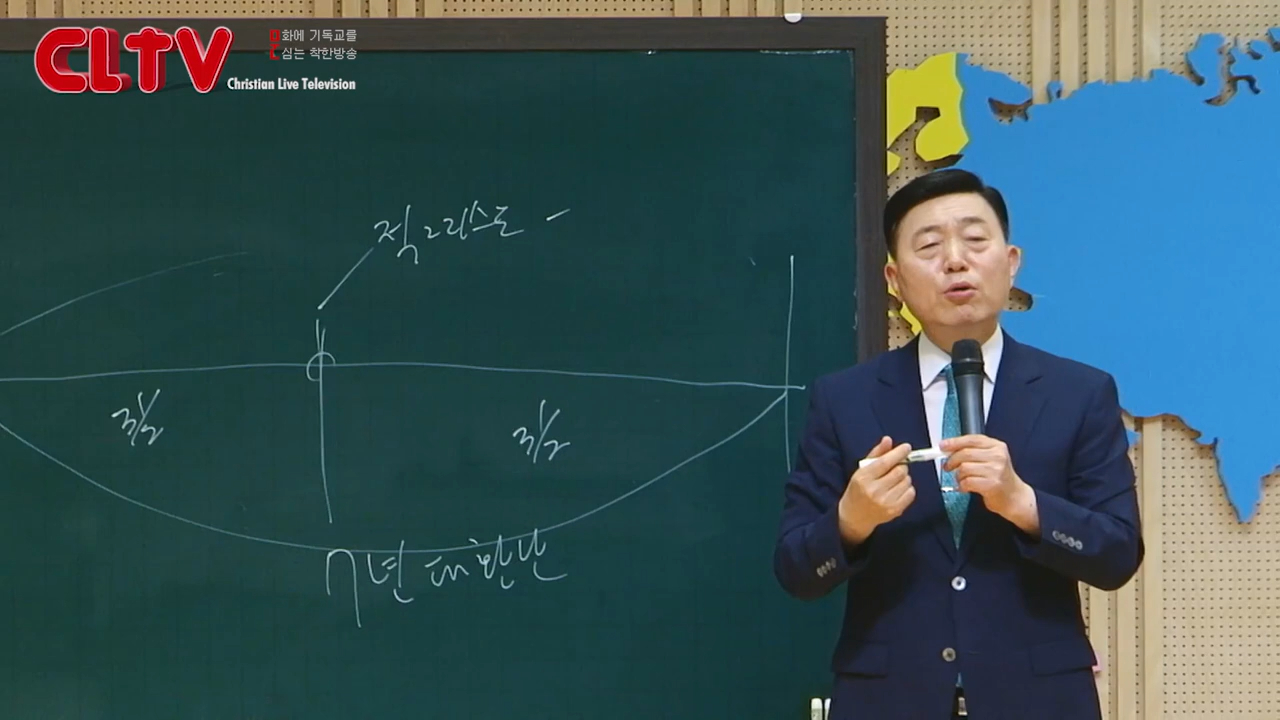 CLTV
문화에 기독교를
심는 착한방송
Christian Live Television
적그리스도 -
3½
3½
7년 대환난